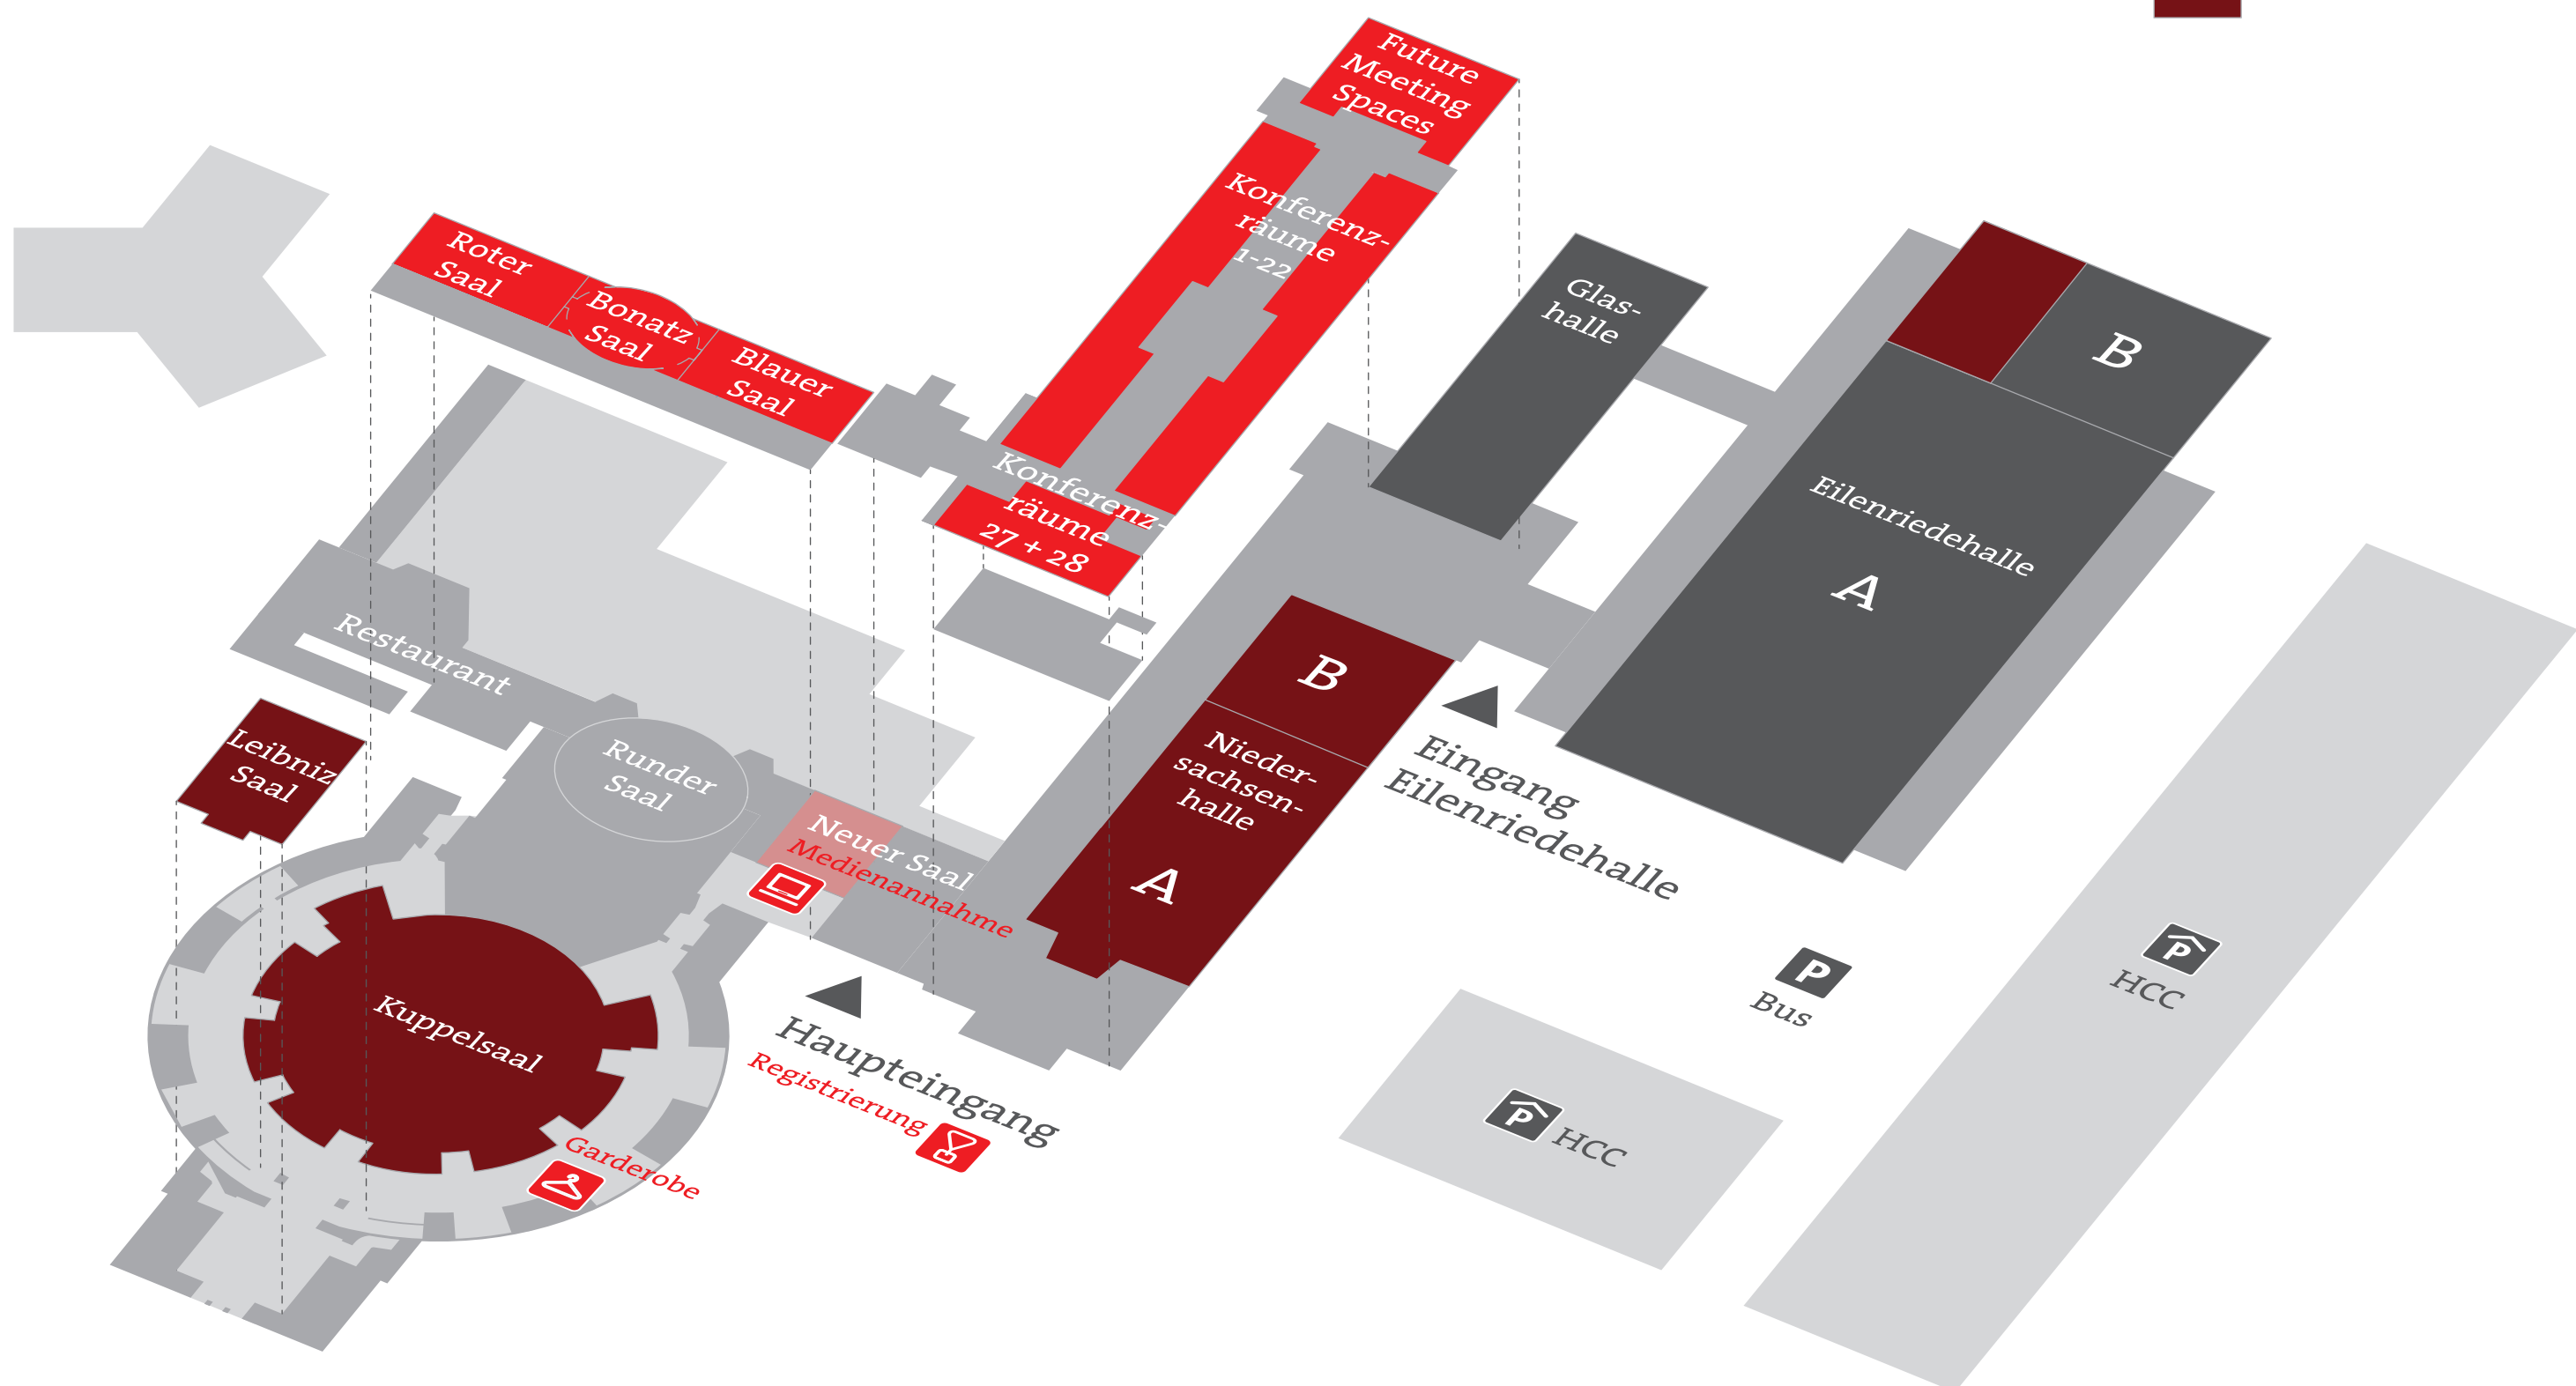 Future
Meeting
Spaces
Konferenz-
räume
1-22
Roter
Saal
Bonatz
Saal
Blauer
Saal
Glas-
halle
B
Eilenriedehalle
A
Konferenz-
räume
27 + 28
Restaurant
Leibniz
Saal
Runder
Saal
B
Nieder-
sachsen-
halle
A
Eingang
Eilenriedehalle
Neuer Saal
Medienannahme
Kuppelsaal
Haupteingang
Registrierung
Garderobe
P
Bus
P
HCC
P
HCC